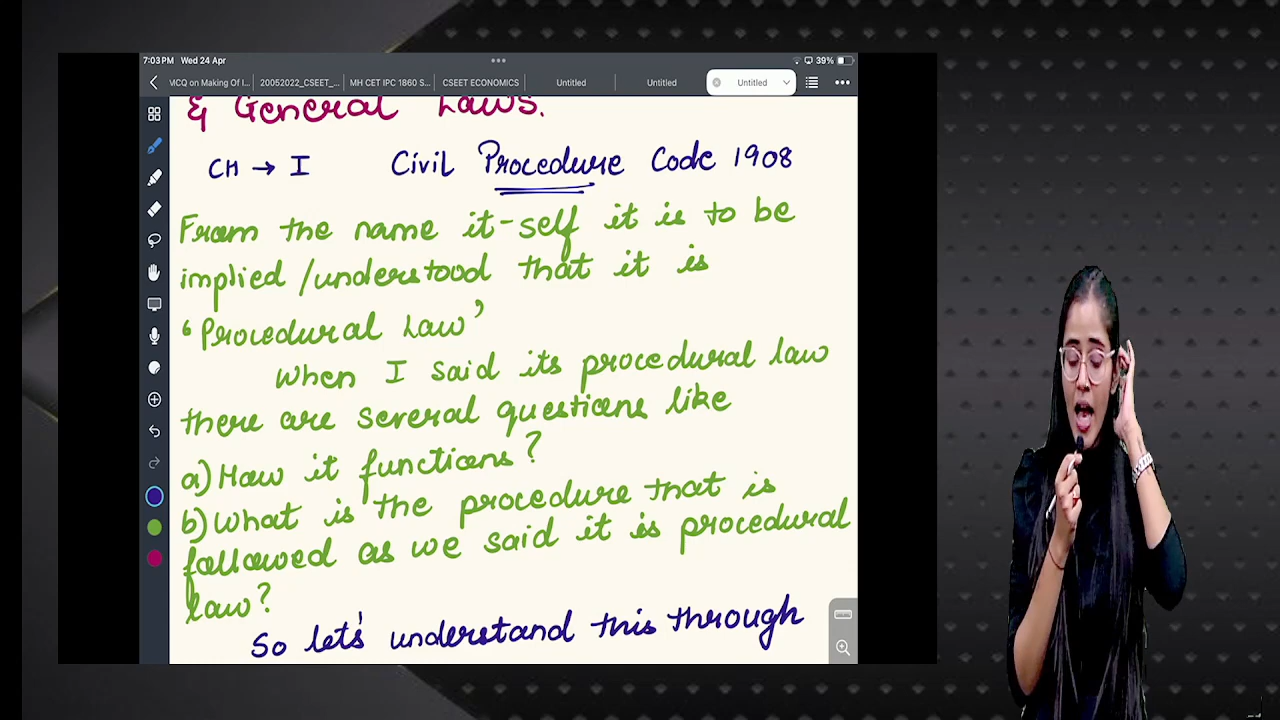 7:03 PM Wed 24 Apr
39%
MCQ on Making Of I...
20052022_CSEET_...
MH CET IPC 1860 S...
CSEET ECONOMICS
Untitled
Untitled
Untitled
& General Laws.
CH → I Civil Procedure Code 1908
From the name it-self it is to be
implied /understood that it is
'Procedural Law'
When I said its procedural law
there are several questions like
a) How it functions?
b) What is the procedure that is
followed as we said it is procedural
law?
So let's understand this through